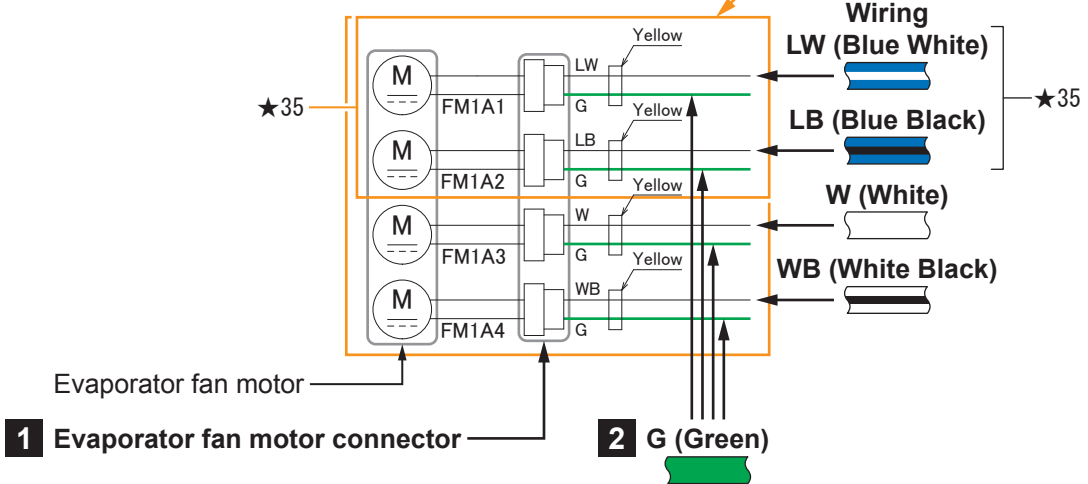 Wiring
LW (Blue White)
★35
LB (Blue Black)
W (White)
WB (White Black)
★35
M
FM1A1
LW
G
Yellow
M
FM1A2
LB
G
Yellow
M
FM1A3
W
G
Yellow
M
FM1A4
WB
G
Yellow
Evaporator fan motor
1 Evaporator fan motor connector
2 G (Green)